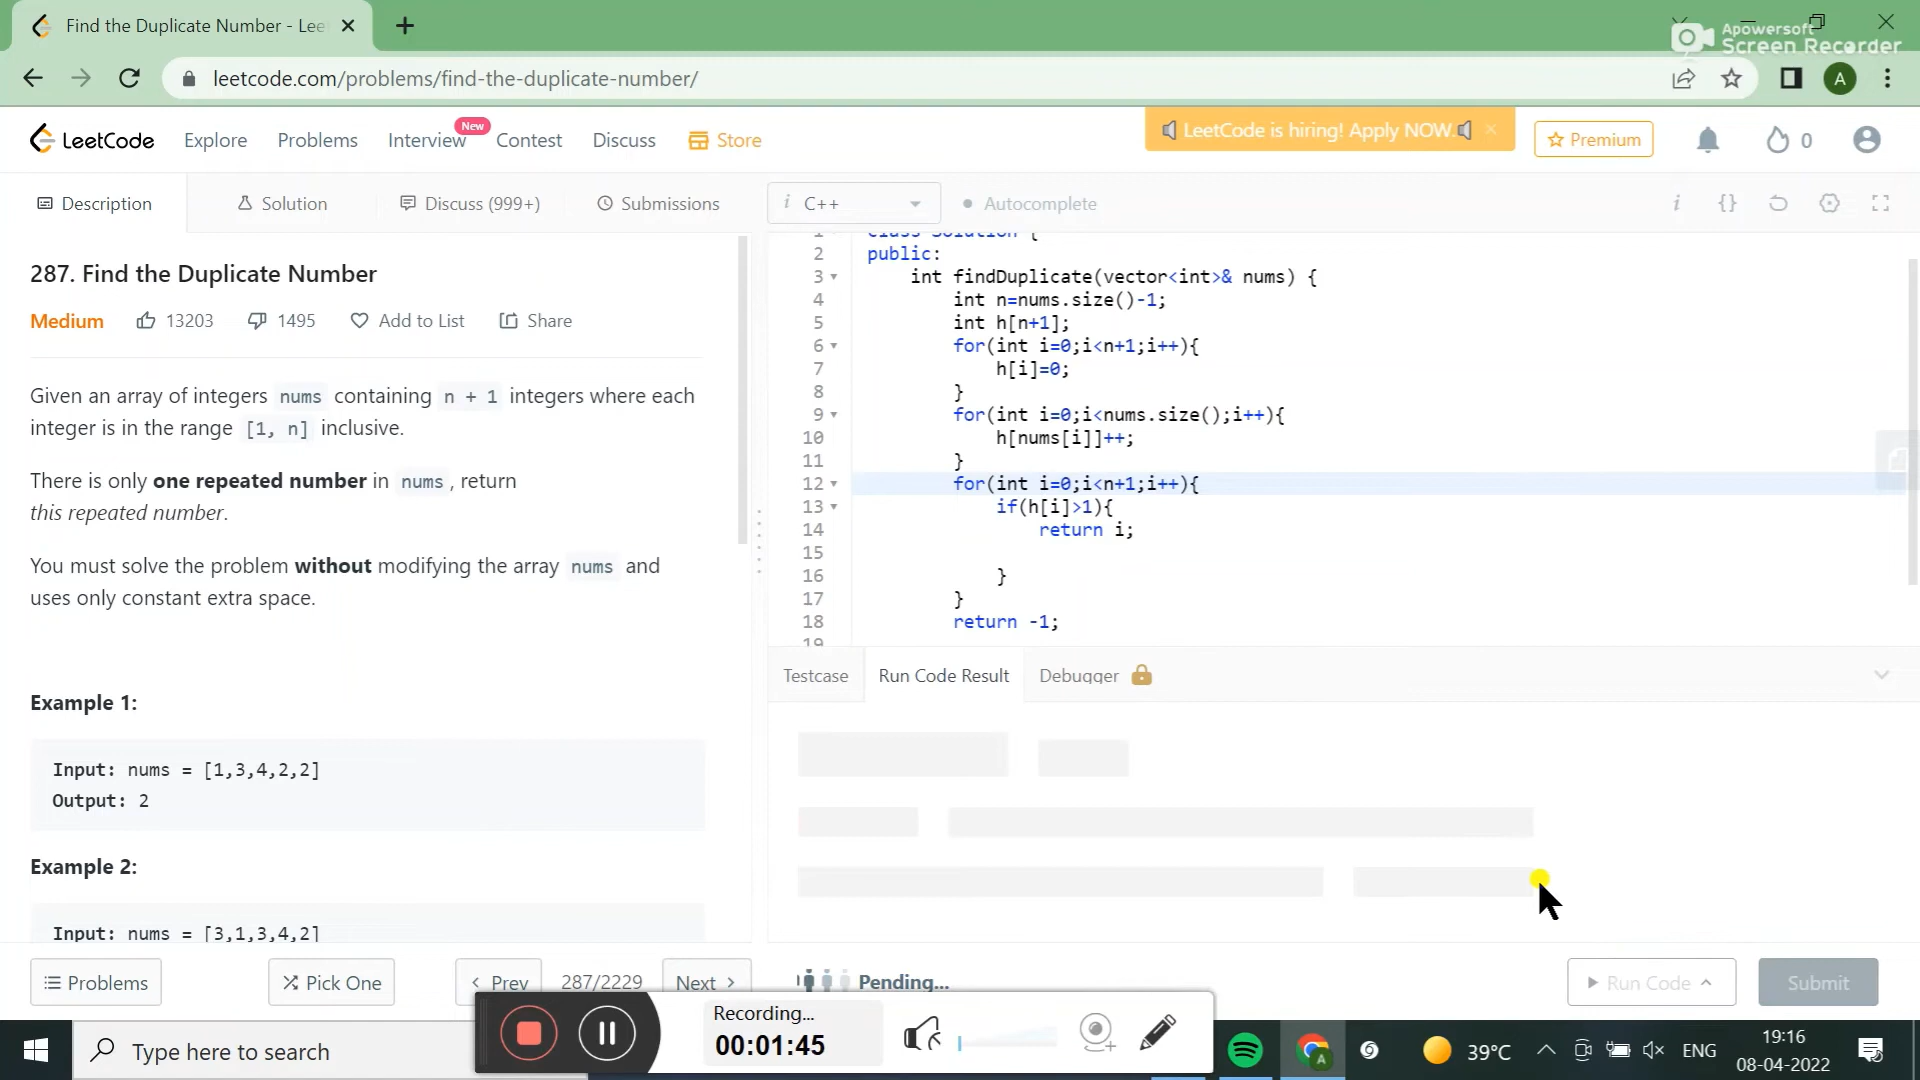 Find the Duplicate Number - Lee
Apowersoft
Screen Recorder
leetcode.com/problems/find-the-duplicate-number/
A
LeetCode
Explore
Problems
Interview
New
Contest
Discuss
Store
LeetCode is hiring! Apply NOW.
Premium
0
Description
Solution
Discuss (999+)
Submissions
i C++
Autocomplete
287. Find the Duplicate Number
Medium
13203
1495
Add to List
Share
Given an array of integers nums containing n + 1 integers where each
integer is in the range [1, n] inclusive.
There is only one repeated number in nums, return
this repeated number.
You must solve the problem without modifying the array nums and
uses only constant extra space.
Example 1:
Input: nums = [1,3,4,2,2]
Output: 2
Example 2:
Input: nums = [3,1,3,4,2]
1 class Solution {
2 public:
3 int findDuplicate(vector<int>& nums) {
4 int n=nums.size()-1;
5 int h[n+1];
6 for(int i=0;i<n+1;i++){
7 h[i]=0;
8 }
9 for(int i=0;i<nums.size();i++){
10 h[nums[i]]++;
11 }
12 for(int i=0;i<n+1;i++){
13 if(h[i]>1){
14 return i;
15
16 }
17 }
18 return -1;
19
Testcase
Run Code Result
Debugger
Problems
Pick One
Prev
287/2229
Next
Pending...
Run Code
Submit
Recording...
00:01:45
Type here to search
A
39°C
ENG
19:16
08-04-2022